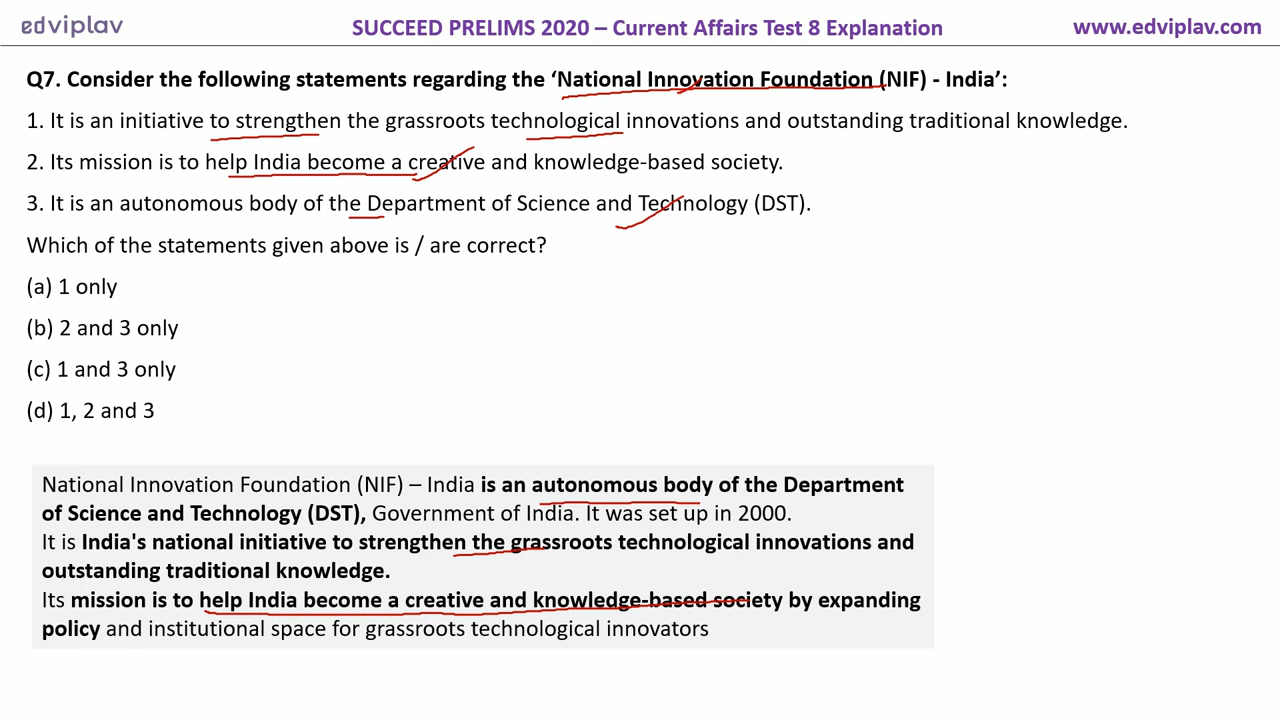 edviplav
SUCCEED PRELIMS 2020 – Current Affairs Test 8 Explanation
www.edviplav.com
Q7. Consider the following statements regarding the ‘National Innovation Foundation (NIF) - India’:
1. It is an initiative to strengthen the grassroots technological innovations and outstanding traditional knowledge.
2. Its mission is to help India become a creative and knowledge-based society.
3. It is an autonomous body of the Department of Science and Technology (DST).
Which of the statements given above is / are correct?
(a) 1 only
(b) 2 and 3 only
(c) 1 and 3 only
(d) 1, 2 and 3
National Innovation Foundation (NIF) – India is an autonomous body of the Department
of Science and Technology (DST), Government of India. It was set up in 2000.
It is India's national initiative to strengthen the grassroots technological innovations and
outstanding traditional knowledge.
Its mission is to help India become a creative and knowledge-based society by expanding
policy and institutional space for grassroots technological innovators